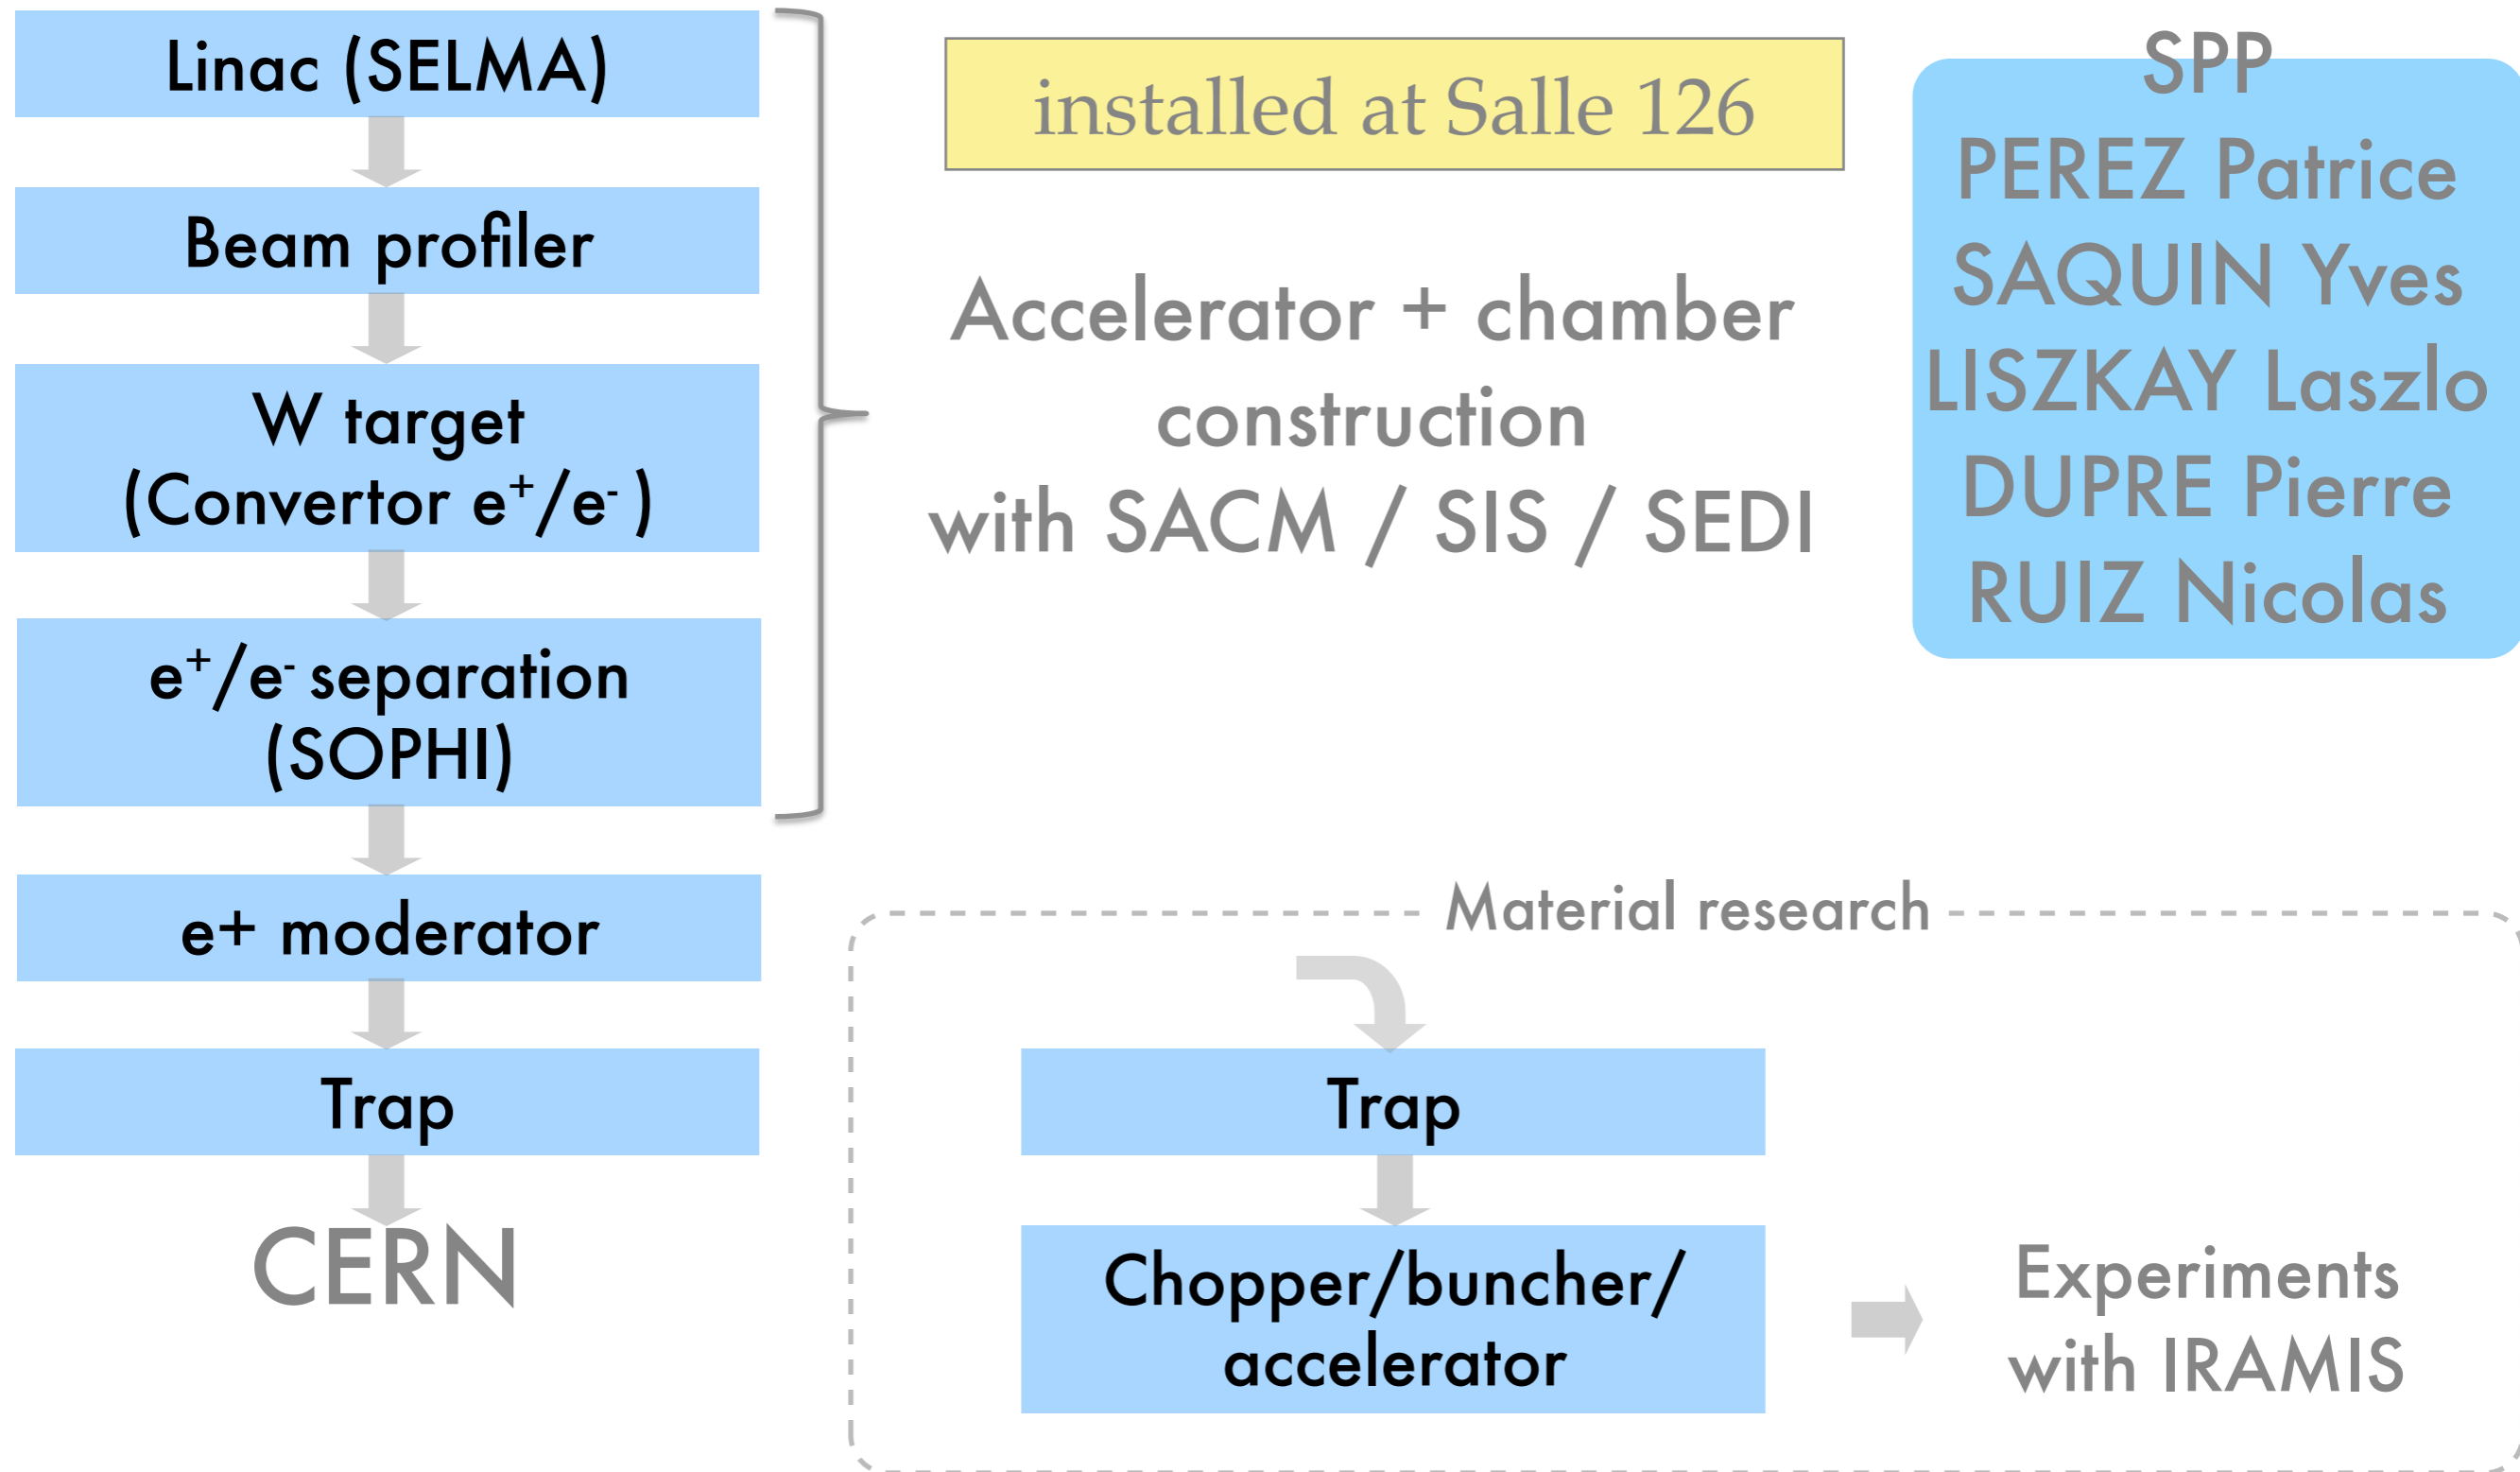 Linac (SELMA)
Beam profiler
W target
(Convertor e⁺/e⁻ )
e⁺/e⁻ separation
(SOPHI)
e+ moderator
Trap
CERN
installed at Salle 126
Accelerator + chamber
construction
with SACM / SIS / SEDI
SPP
PEREZ Patrice
SAQUIN Yves
LISZKAY Laszlo
DUPRE Pierre
RUIZ Nicolas
Material research
Trap
Chopper/buncher/
accelerator
Experiments
with IRAMIS